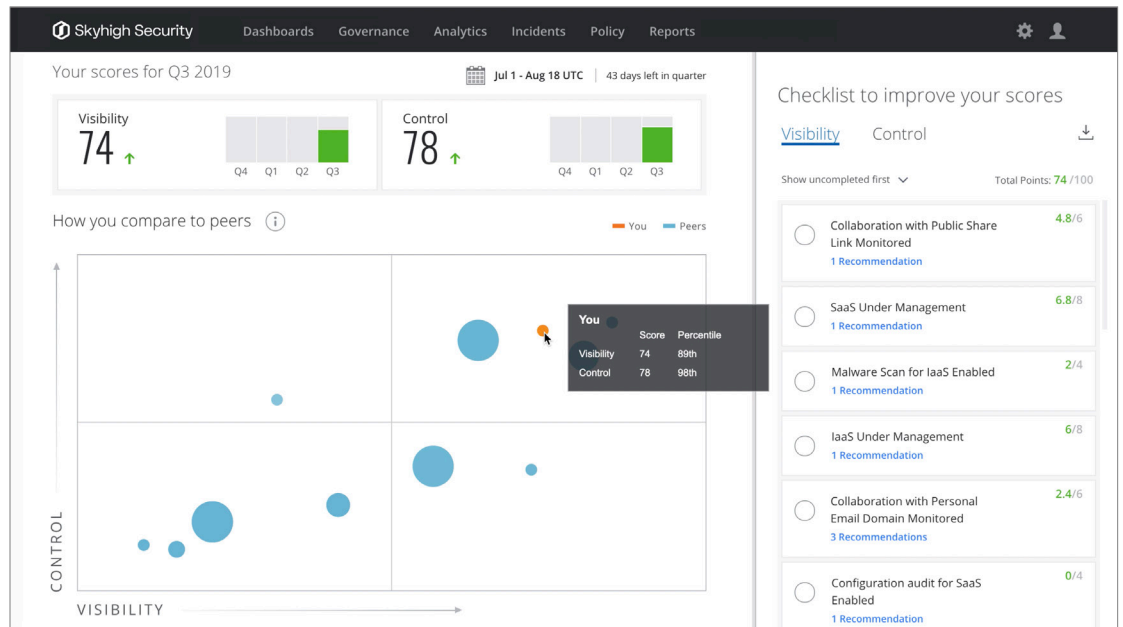 Skyhigh Security Dashboards Governance Analytics Incidents Policy Reports
Your scores for Q3 2019
Jul 1 - Aug 18 UTC | 43 days left in quarter
Visibility
74
Q4 Q1 Q2 Q3
Control
78
Q4 Q1 Q2 Q3
How you compare to peers
You Peers
You
Score Percentile
Visibility 74 89th
Control 78 98th
CONTROL
VISIBILITY
Checklist to improve your scores
Visibility Control
Show uncompleted first Total Points: 74 /100
Collaboration with Public Share 4.8/6
Link Monitored
1 Recommendation
SaaS Under Management 6.8/8
1 Recommendation
Malware Scan for IaaS Enabled 2/4
1 Recommendation
IaaS Under Management 6/8
1 Recommendation
Collaboration with Personal 2.4/6
Email Domain Monitored
3 Recommendations
Configuration audit for SaaS 0/4
Enabled
1 Recommendation